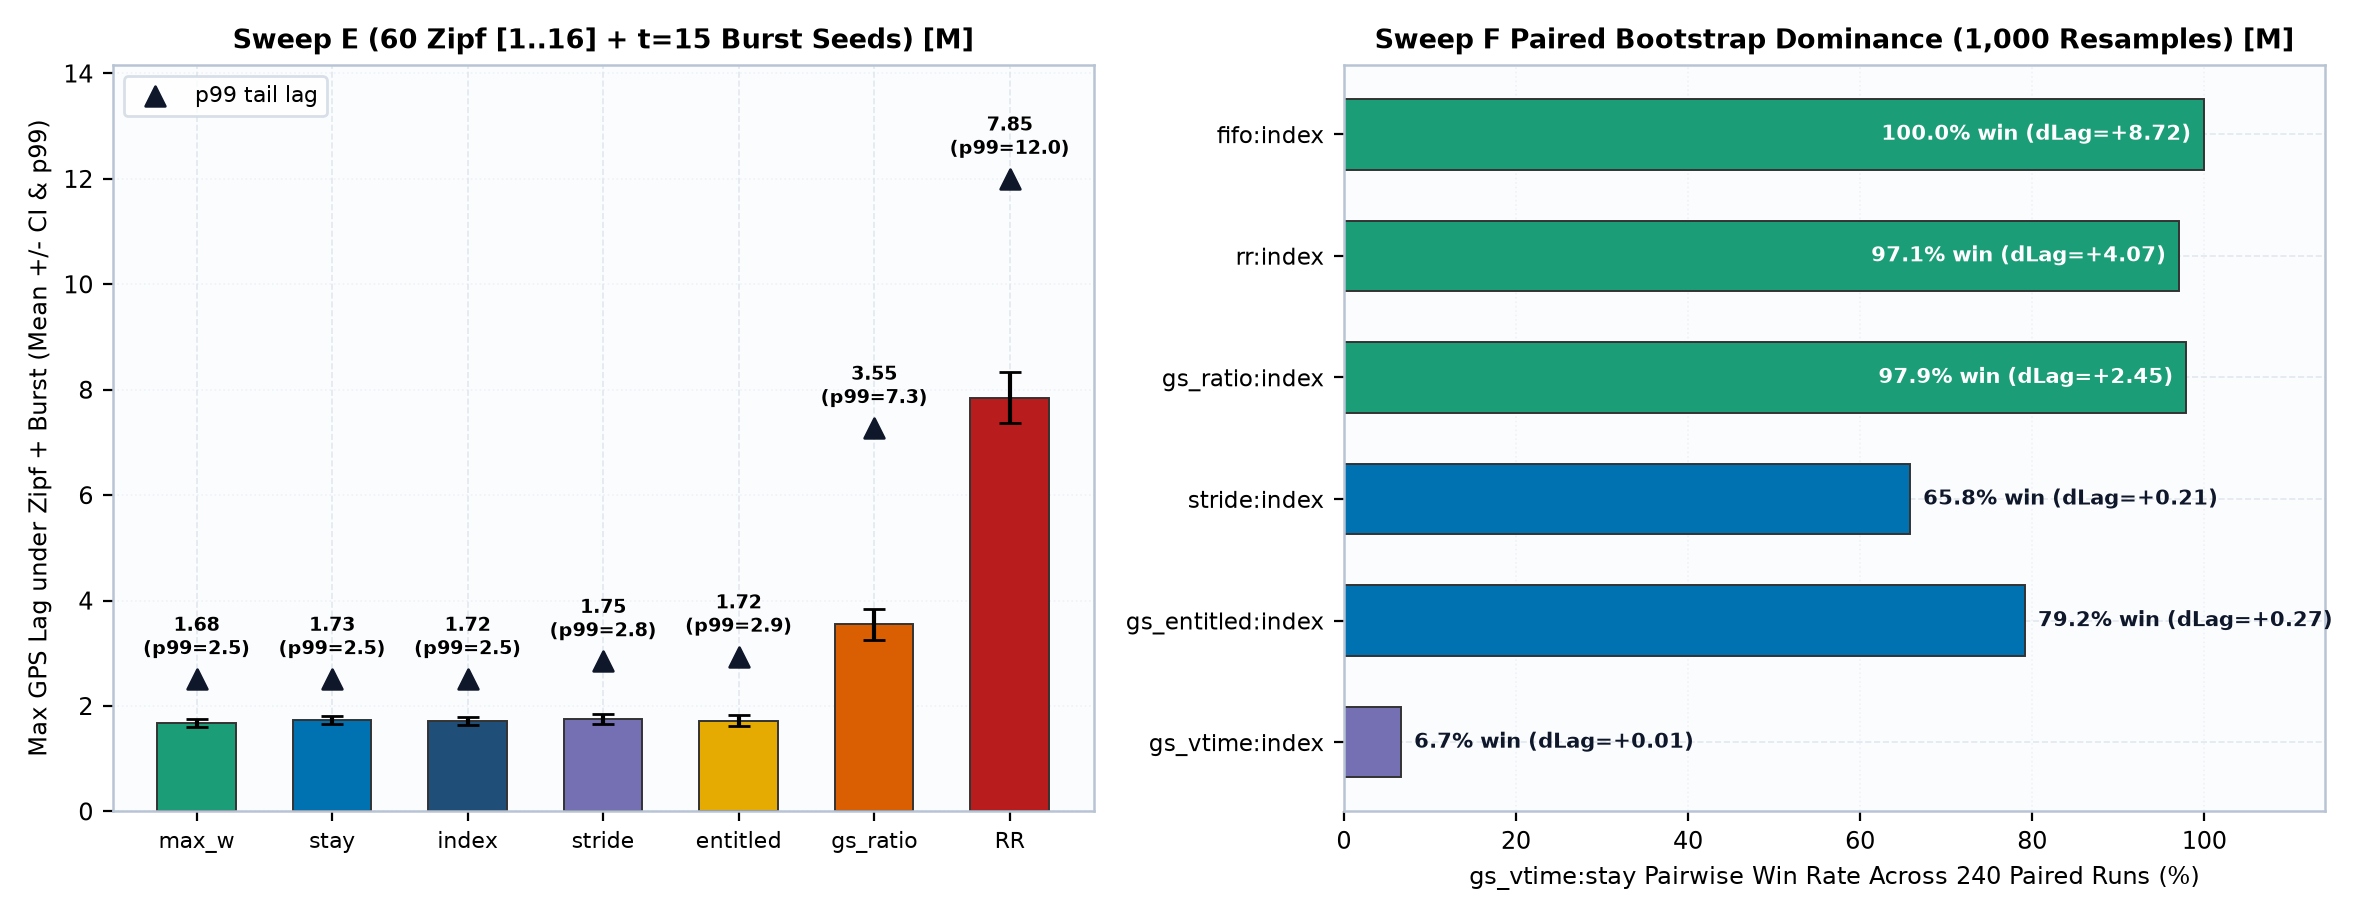 Sweep E (60 Zipf [1..16] + t=15 Burst Seeds) [M]
Max GPS Lag under Zipf + Burst (Mean +/- CI & p99)
14
12
10
8
6
4
2
0
p99 tail lag
1.68
(p99=2.5)
1.73
(p99=2.5)
1.72
(p99=2.5)
1.75
(p99=2.8)
1.72
(p99=2.9)
3.55
(p99=7.3)
7.85
(p99=12.0)
max_w
stay
index
stride
entitled
gs_ratio
RR
Sweep F Paired Bootstrap Dominance (1,000 Resamples) [M]
fifo:index
100.0% win (dLag=+8.72)
rr:index
97.1% win (dLag=+4.07)
gs_ratio:index
97.9% win (dLag=+2.45)
stride:index
65.8% win (dLag=+0.21)
gs_entitled:index
79.2% win (dLag=+0.27)
gs_vtime:index
6.7% win (dLag=+0.01)
0
20
40
60
80
100
gs_vtime:stay Pairwise Win Rate Across 240 Paired Runs (%)